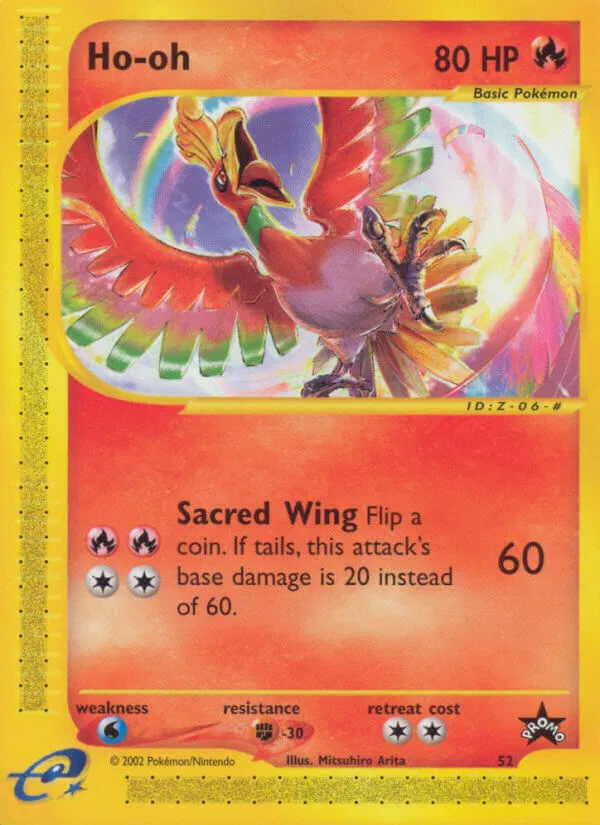 Ho-oh 80 HP
Basic Pokémon
ID:Z-06-#
Sacred Wing Flip a
coin. If tails, this attack's
base damage is 20 instead
of 60.
60
weakness resistance retreat cost
-30
© 2002 Pokémon/Nintendo Illus. Mitsuhiro Arita 52
PROMO
e